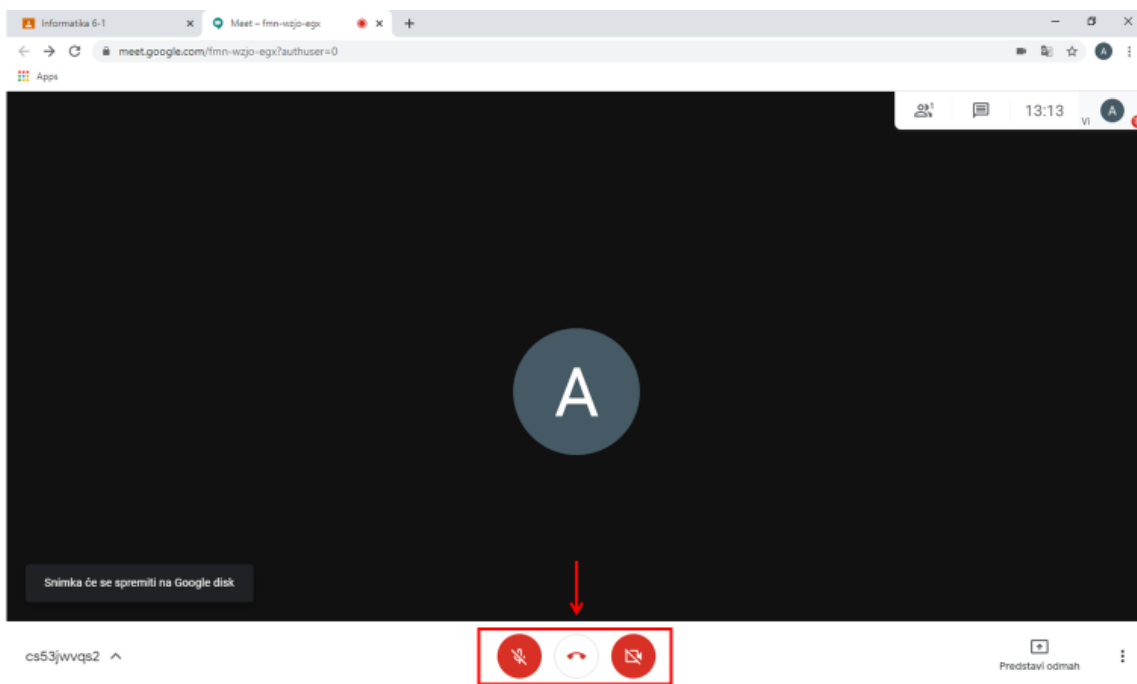 Informatika 6-1
Meet – fmn-wzjo-egx
meet.google.com/fmn-wzjo-egx?authuser=0
A
Apps
1
13:13
VI
A
A
Snimka će se spremiti na Google disk
cs53jwvqs2
Predstavi odmah